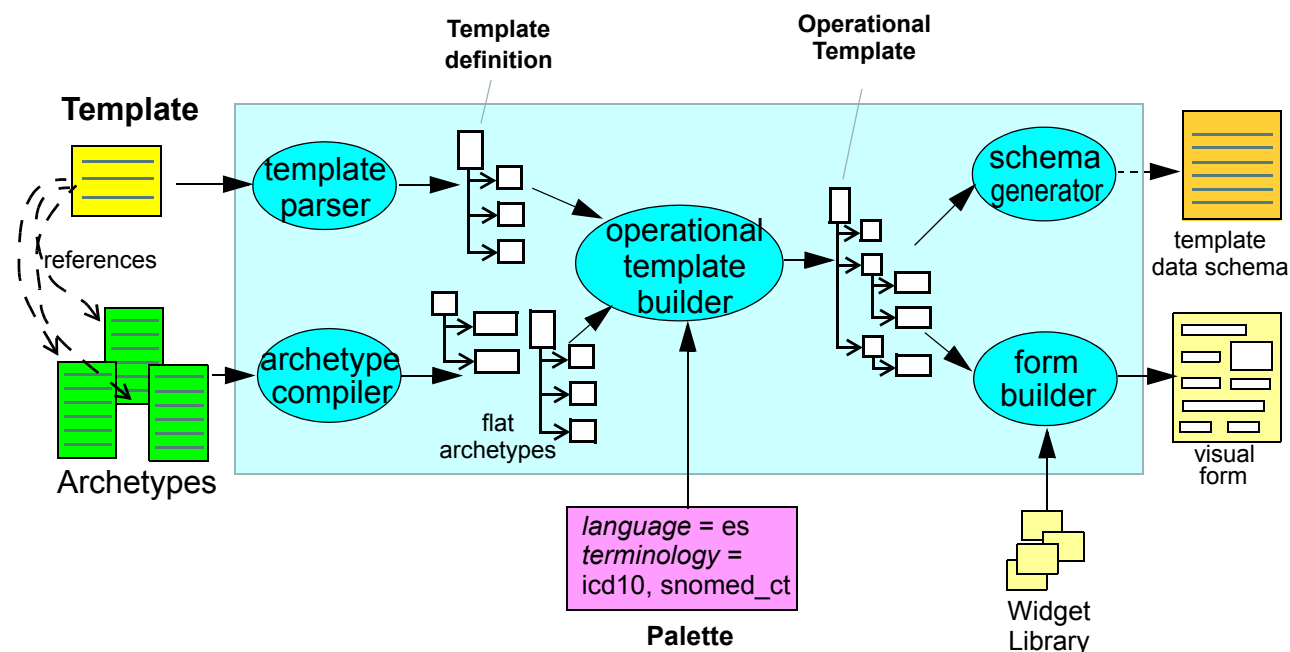 Template
definition
Operational
Template
Template
template
parser
schema
generator
operational
template
builder
references
template
data schema
archetype
compiler
form
builder
flat
archetypes
Archetypes
visual
form
language = es
terminology =
icd10, snomed_ct
Palette
Widget
Library